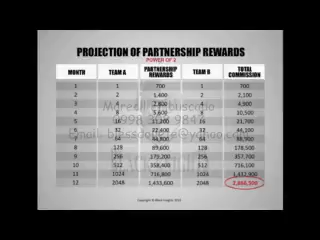 PROJECTION OF PARTNERSHIP REWARDS
POWER OF 2
MONTH TEAM A PARTNERSHIP REWARDS TEAM B TOTAL COMMISSION
1 1 700 1 700
2 2 1,400 2 2,100
3 4 2,800 4 4,900
4 8 5,600 8 10,500
5 16 11,200 16 21,700
6 32 22,400 32 44,100
7 64 44,800 64 88,900
8 128 89,600 128 178,500
9 256 179,200 256 357,700
10 512 358,400 512 716,100
11 1024 716,800 1024 1,432,900
12 2048 1,433,600 2048 2,866,500
Email: